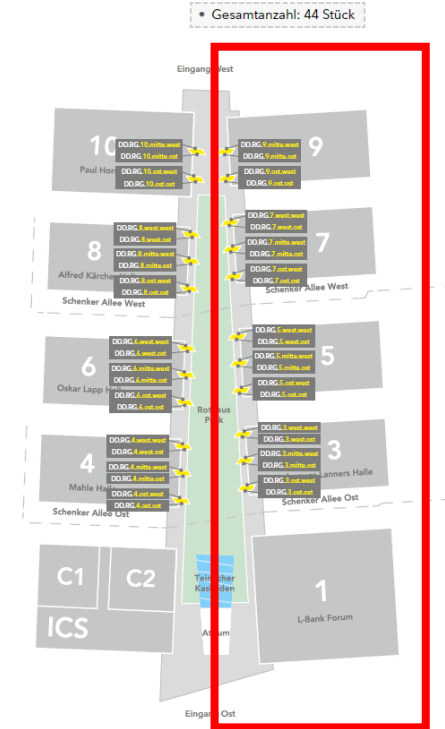 • Gesamtanzahl: 44 Stück
Eingang West
10
Paul Hor
DD.RG.10.mitte.west
DD.RG.10.mitte.ost
DD.RG.10.ost.west
DD.RG.10.ost.ost
DD.RG.9.mitte.west
DD.RG.9.mitte.ost
DD.RG.9.ost.west
DD.RG.9.ost.ost
9
8
Alfred Kärche
DD.RG.8.west.west
DD.RG.8.west.ost
DD.RG.8.mitte.west
DD.RG.8.mitte.ost
DD.RG.8.ost.west
DD.RG.8.ost.ost
DD.RG.7.west.west
DD.RG.7.west.ost
DD.RG.7.mitte.west
DD.RG.7.mitte.ost
DD.RG.7.ost.west
DD.RG.7.ost.ost
7
Schenker Allee West
Schenker Allee West
6
Oskar Lapp H
DD.RG.6.west.west
DD.RG.6.west.ost
DD.RG.6.mitte.west
DD.RG.6.mitte.ost
DD.RG.6.ost.west
DD.RG.6.ost.ost
DD.RG.5.west.west
DD.RG.5.west.ost
DD.RG.5.mitte.west
DD.RG.5.mitte.ost
DD.RG.5.ost.west
DD.RG.5.ost.ost
5
Rothaus
Park
4
Mahle Ha
DD.RG.4.west.west
DD.RG.4.west.ost
DD.RG.4.mitte.west
DD.RG.4.mitte.ost
DD.RG.4.ost.west
DD.RG.4.ost.ost
DD.RG.3.west.west
DD.RG.3.west.ost
DD.RG.3.mitte.west
DD.RG.3.mitte.ost
DD.RG.3.ost.west
DD.RG.3.ost.ost
3
Lanners Halle
Schenker Allee Ost
Schenker Allee Ost
C1
C2
ICS
Teinacher
Kaskaden
Atrium
1
L-Bank Forum
Eingang Ost